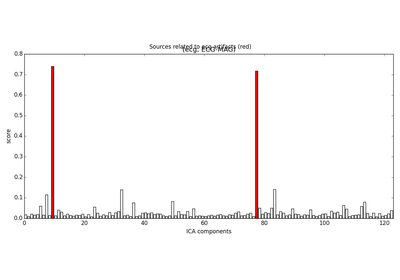 Sources related to ecg artifacts (red)
(ecg, ECG-MAG)
0.8
0.7
0.6
0.5
0.4
0.3
0.2
0.1
0.0
score
0 20 40 60 80 100 120
ICA components